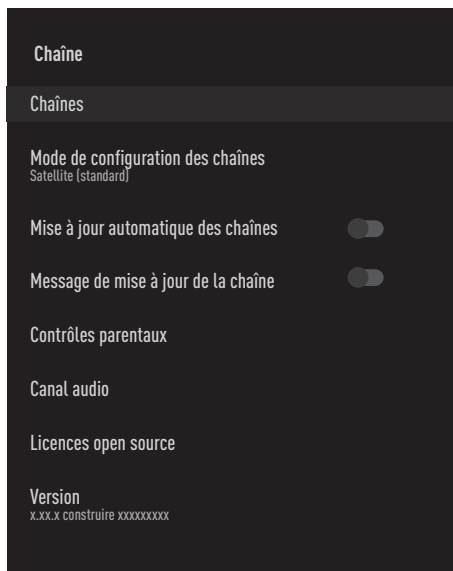 Chaîne
Chaînes
Mode de configuration des chaînes
Satellite (standard)
Mise à jour automatique des chaînes
Message de mise à jour de la chaîne
Contrôles parentaux
Canal audio
Licences open source
Version
x.xx.x construire xxxxxxxxx